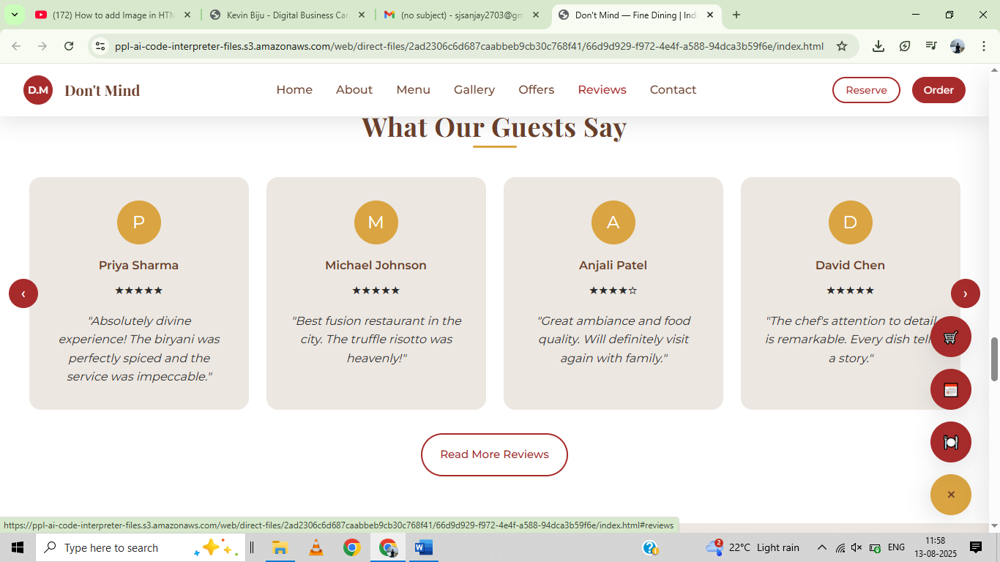 (172) How to add Image in HTM
Kevin Biju - Digital Business Car
(no subject) - sjsanjay2703@gm
Don't Mind — Fine Dining | Indi
ppl-ai-code-interpreter-files.s3.amazonaws.com/web/direct-files/2ad2306c6d687caabbeb9cb30c768f41/66d9d929-f972-4e4f-a588-94dca3b59f6e/index.html
D.M
Don't Mind
Home
About
Menu
Gallery
Offers
Reviews
Contact
Reserve
Order
What Our Guests Say
P
Priya Sharma
★★★★★
"Absolutely divine
experience! The biryani was
perfectly spiced and the
service was impeccable."
M
Michael Johnson
★★★★★
"Best fusion restaurant in the
city. The truffle risotto was
heavenly!"
A
Anjali Patel
★★★★☆
"Great ambiance and food
quality. Will definitely visit
again with family."
D
David Chen
★★★★★
"The chef's attention to detail
is remarkable. Every dish tell
a story."
‹
›
Read More Reviews
×
https://ppl-ai-code-interpreter-files.s3.amazonaws.com/web/direct-files/2ad2306c6d687caabbeb9cb30c768f41/66d9d929-f972-4e4f-a588-94dca3b59f6e/index.html#reviews
Type here to search
2
22°C Light rain
ENG
11:58
13-08-2025